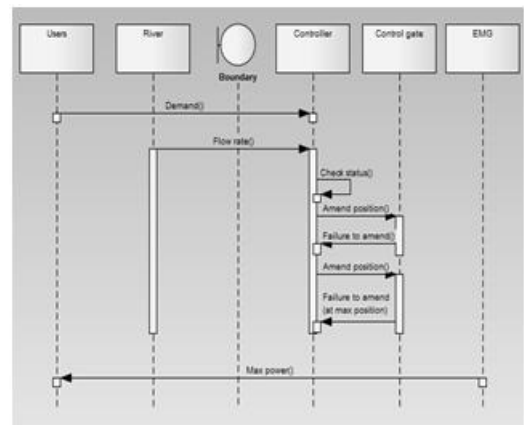 Users
River
Boundary
Controller
Control gate
EMG
Demand()
Flow rate()
Check status()
Amend position()
Failure to amend()
Amend position()
Failure to amend
(at max position)
Max power()